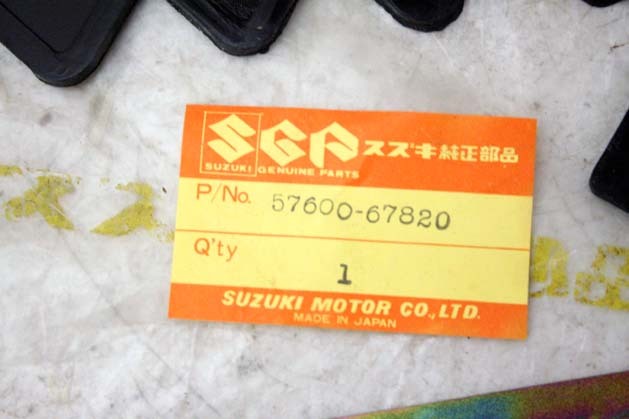 SGP スズキ純正部品
SUZUKI GENUINE PARTS
P/No. 57600-67820
Q'ty 1
SUZUKI MOTOR CO.,LTD.
MADE IN JAPAN